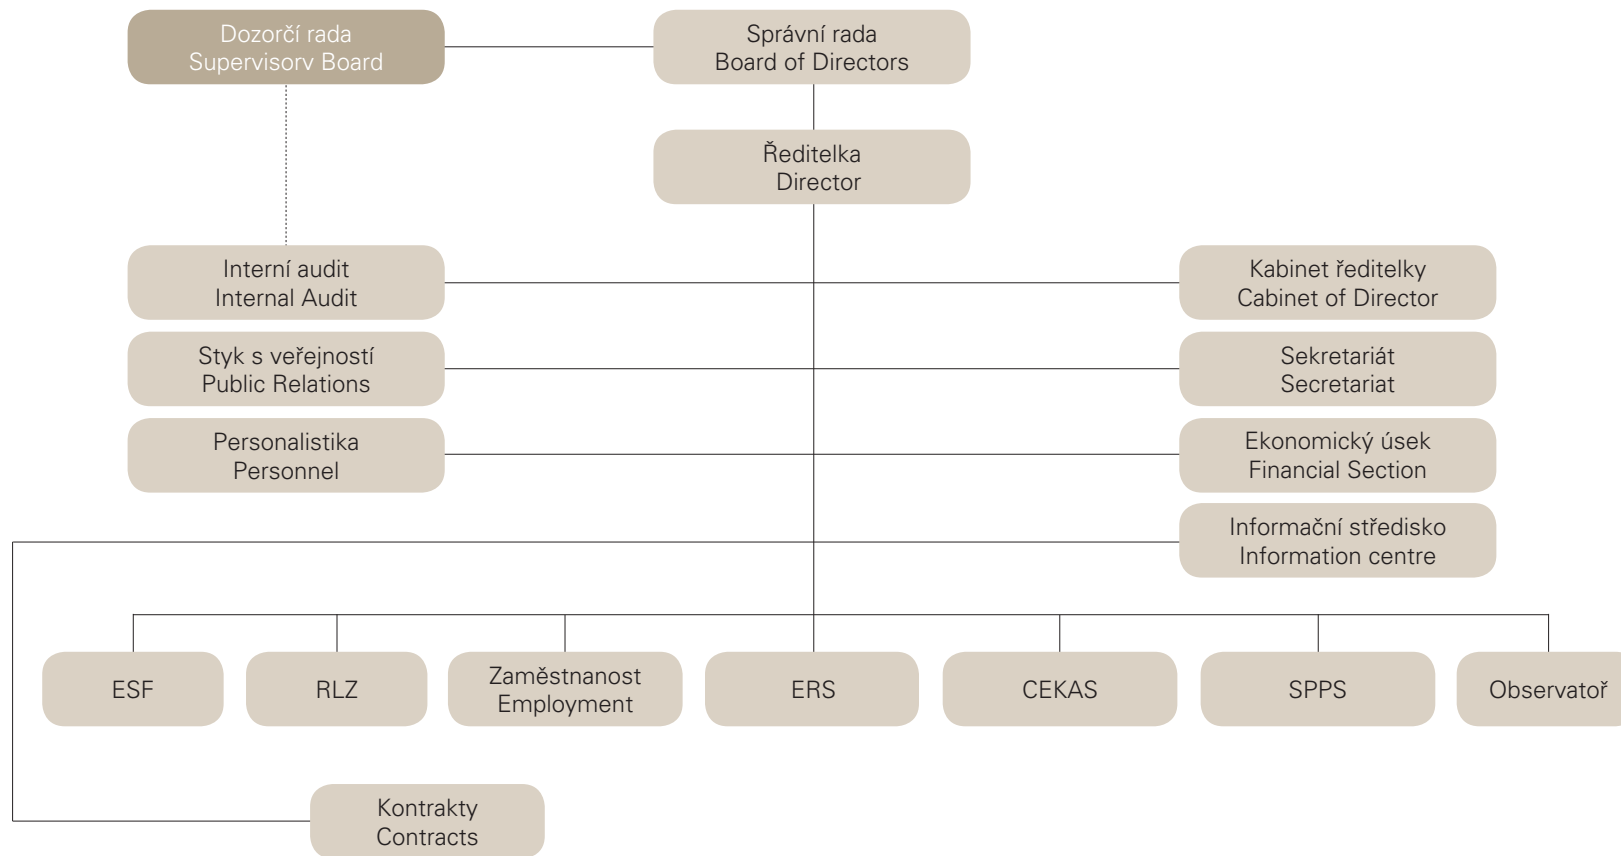 Dozorčí rada
Supervisorv Board
Správní rada
Board of Directors
Ředitelka
Director
Interní audit
Internal Audit
Kabinet ředitelky
Cabinet of Director
Styk s veřejností
Public Relations
Sekretariát
Secretariat
Personalistika
Personnel
Ekonomický úsek
Financial Section
Informační středisko
Information centre
ESF
RLZ
Zaměstnanost
Employment
ERS
CEKAS
SPPS
Observatoř
Kontrakty
Contracts